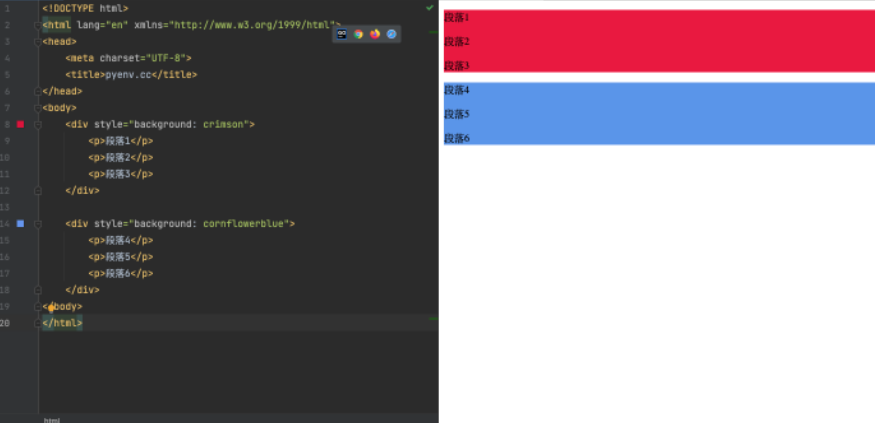 1 <!DOCTYPE html>
2 <html lang="en" xmlns="http://www.w3.org/1999/html">
3 <head>
4     <meta charset="UTF-8">
5     <title>pyenv.cc</title>
6 </head>
7 <body>
8     <div style="background: crimson">
9         <p>段落1</p>
10         <p>段落2</p>
11         <p>段落3</p>
12     </div>
13
14     <div style="background: cornflowerblue">
15         <p>段落4</p>
16         <p>段落5</p>
17         <p>段落6</p>
18     </div>
19 </body>
20 </html>
html
段落1
段落2
段落3
段落4
段落5
段落6